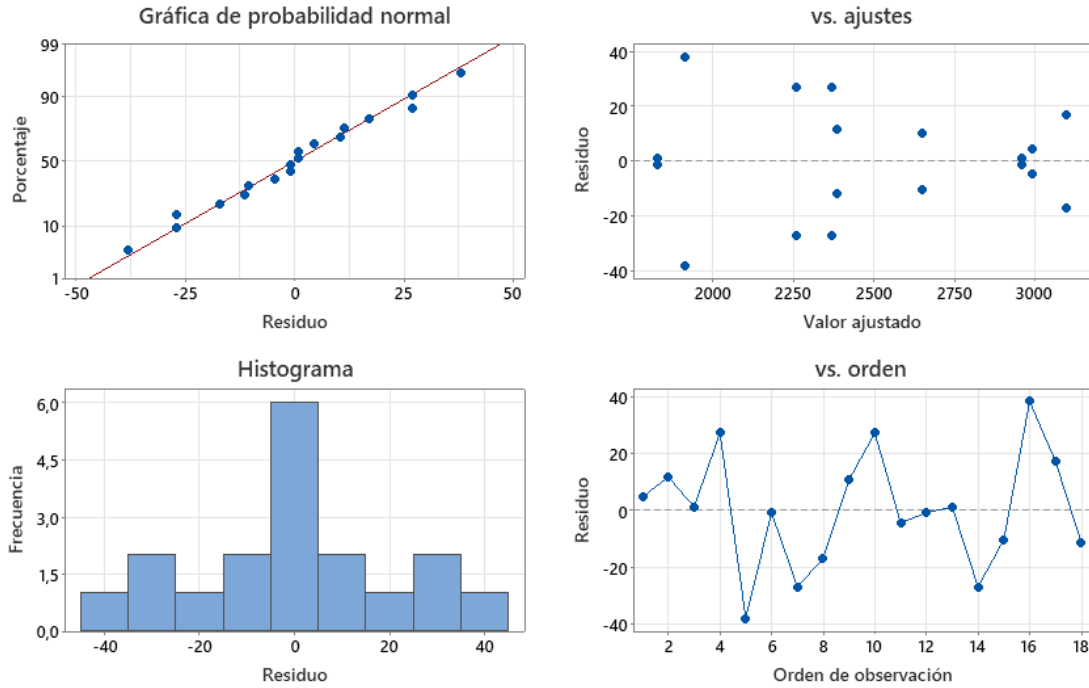 Gráfica de probabilidad normal
99
90
50
10
1
Porcentaje
-50 -25 0 25 50
Residuo
vs. ajustes
40
20
0
-20
-40
Residuo
2000 2250 2500 2750 3000
Valor ajustado
Histograma
6,0
4,5
3,0
1,5
0,0
Frecuencia
-40 -20 0 20 40
Residuo
vs. orden
40
20
0
-20
-40
Residuo
2 4 6 8 10 12 14 16 18
Orden de observación